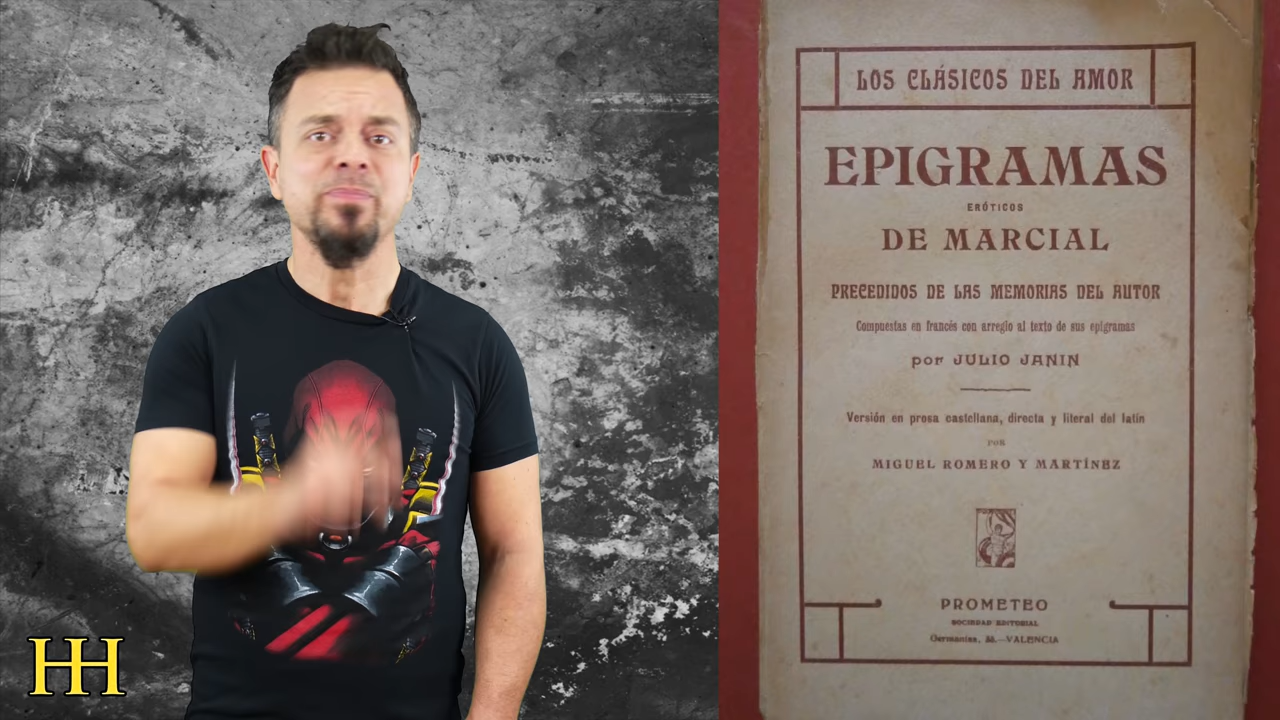 LOS CLÁSICOS DEL AMOR
EPIGRAMAS
ERÓTICOS
DE MARCIAL
PRECEDIDOS DE LAS MEMORIAS DEL AUTOR
Compuestas en francés con arreglo al texto de sus epigramas
por JULIO JANIN
Versión en prosa castellana, directa y literal del latín
POR
MIGUEL ROMERO Y MARTÍNEZ
PROMETEO
SOCIEDAD EDITORIAL
Germanías, —VALENCIA
HH